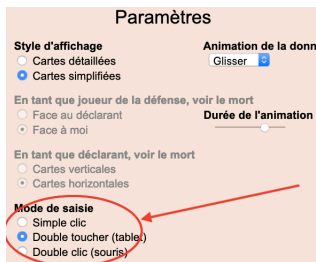 Paramètres
Style d'affichage
Cartes détaillées
Cartes simplifiées
En tant que joueur de la défense, voir le mort
Face au déclarant
Face à moi
En tant que déclarant, voir le mort
Cartes verticales
Cartes horizontales
Mode de saisie
Simple clic
Double toucher (tablet)
Double clic (souris)
Animation de la donn
Glisser
Durée de l'animation